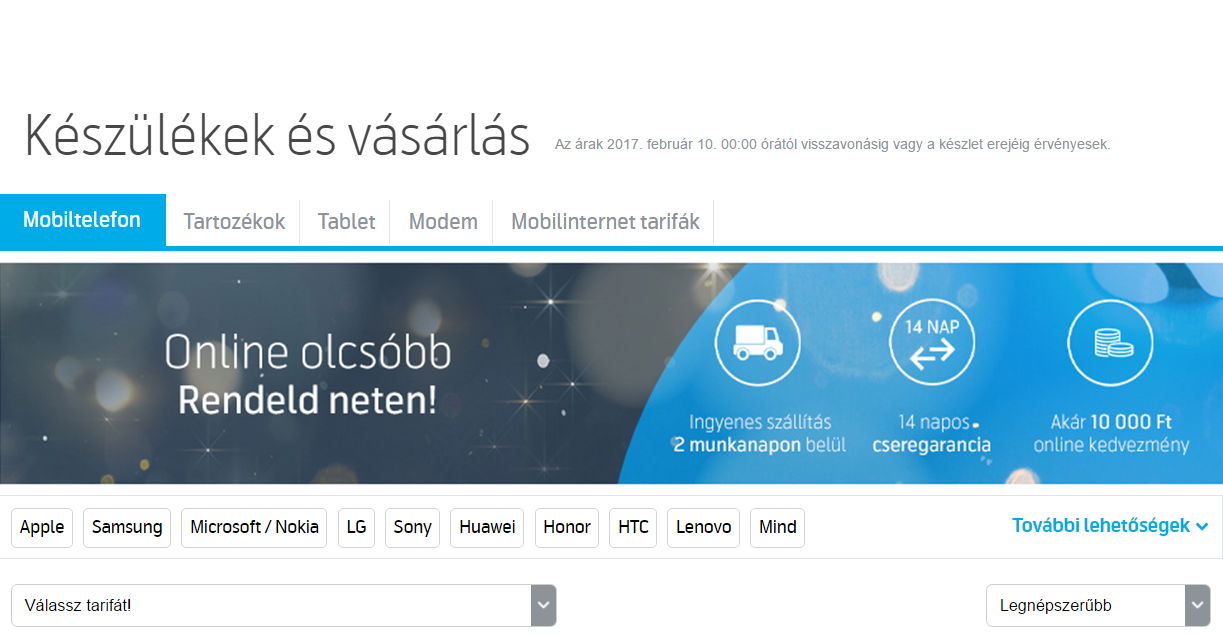 Készülékek és vásárlás
Az árak 2017. február 10. 00:00 órától visszavonásig vagy a készlet erejéig érvényesek.
Mobiltelefon
Tartozékok
Tablet
Modem
Mobilinternet tarifák
Online olcsóbb
Rendeld neten!
Ingyenes szállítás
2 munkanapon belül
14 NAP
14 napos
cseregarancia
Akár 10 000 Ft
online kedvezmény
Apple
Samsung
Microsoft / Nokia
LG
Sony
Huawei
Honor
HTC
Lenovo
Mind
További lehetőségek
Válassz tarifát!
Legnépszerűbb